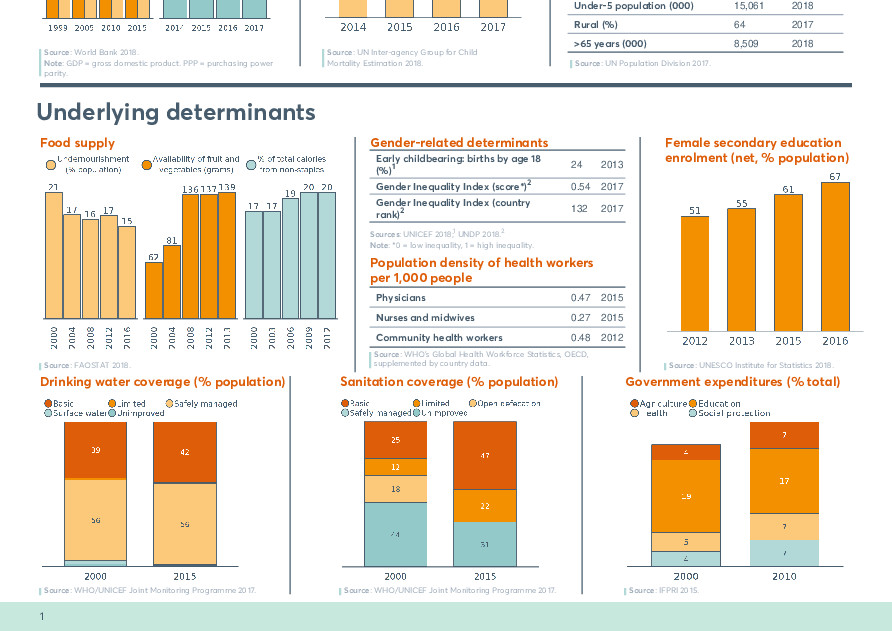 Under-5 population (000) 15,061 2018
Rural (%) 64 2017
>65 years (000) 8,509 2018
1999 2005 2010 2015
2014 2015 2016 2017
2014 2015 2016 2017
Source: World Bank 2018.
Note: GDP = gross domestic product. PPP = purchasing power
parity.
Source: UN Inter-agency Group for Child
Mortality Estimation 2018.
Source: UN Population Division 2017.
Underlying determinants
Food supply
Undernourishment
(% population)
Availability of fruit and
vegetables (grams)
% of total calories
from non-staples
21 17 16 17 15
62 81 136 137 139
17 17 19 20 20
2000 2004 2008 2012 2016
2000 2004 2008 2012
2000 2006 2009
Source: FAOSTAT 2018.
Gender-related determinants
Early childbearing: births by age 18
(%)1 24 2013
Gender Inequality Index (score*)2 0.54 2017
Gender Inequality Index (country
rank)2 132 2017
Sources: UNICEF 2018,1 UNDP 2018.2
Note: *0 = low inequality, 1 = high inequality.
Population density of health workers
per 1,000 people
Physicians 0.47 2015
Nurses and midwives 0.27 2015
Community health workers 0.48 2012
Source: WHO's Global Health Workforce Statistics, OECD,
supplemented by country data.
Female secondary education
enrolment (net, % population)
51 55 61 67
2012 2013 2015 2016
Source: UNESCO Institute for Statistics 2018.
Drinking water coverage (% population)
Basic Limited Safely managed
Surface water Unimproved
39 42
56 56
2000 2015
Source: WHO/UNICEF Joint Monitoring Programme 2017.
Sanitation coverage (% population)
Basic Limited Open defecation
Safely managed Unimproved
25 47
12 22
18
44 31
2000 2015
Source: WHO/UNICEF Joint Monitoring Programme 2017.
Government expenditures (% total)
Agriculture Education
Health Social protection
4 7
19 17
5 7
4 7
2000 2010
Source: IFPRI 2015.
1